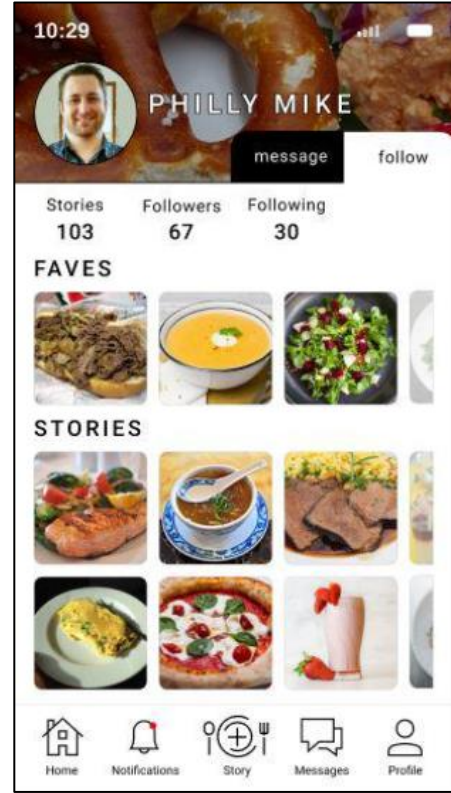 10:29
PHILLY MIKE
message follow
Stories Followers Following
103 67 30
FAVES
STORIES
Home Notifications Story Messages Profile